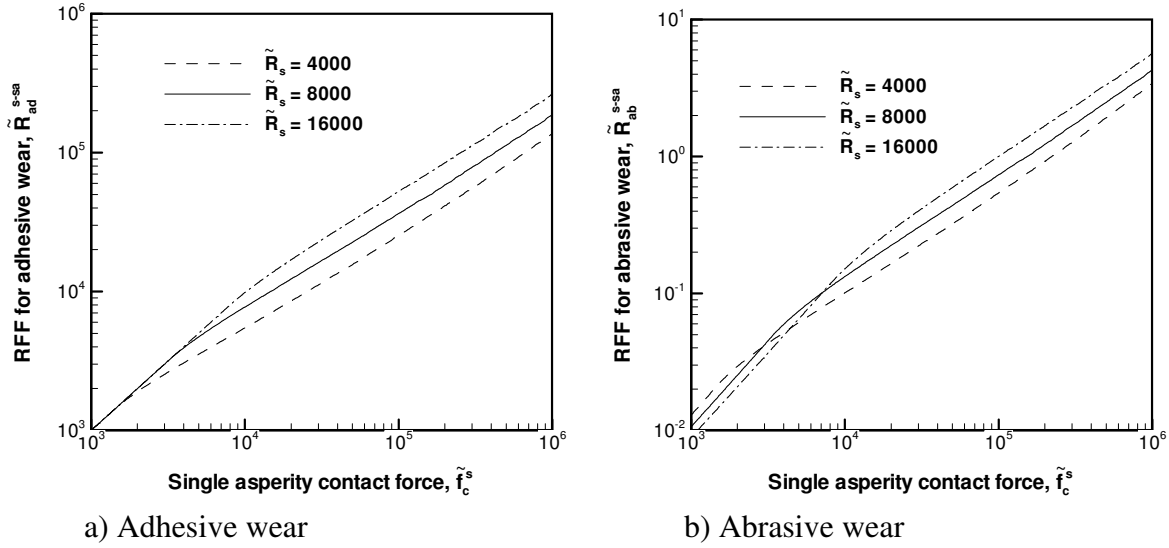 10^6
10^5
10^4
10^3
RFF for adhesive wear, R̃_ad^s-sa
R̃_s = 4000
R̃_s = 8000
R̃_s = 16000
10^3 10^4 10^5 10^6
Single asperity contact force, f̃_c^s
a) Adhesive wear
10^1
10^0
10^-1
10^-2
RFF for abrasive wear, R̃_ab^s-sa
R̃_s = 4000
R̃_s = 8000
R̃_s = 16000
10^3 10^4 10^5 10^6
Single asperity contact force, f̃_c^s
b) Abrasive wear